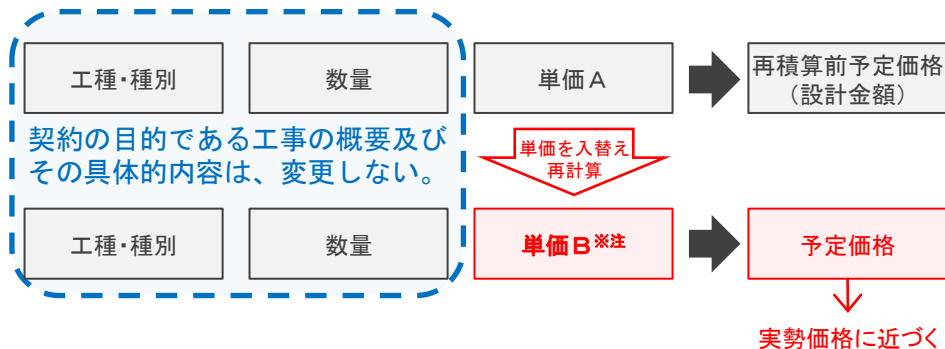 工種・種別
数量
単価A
再積算前予定価格
（設計金額）
契約の目的である工事の概要及び
その具体的内容は、変更しない。
単価を入替え
再計算
工種・種別
数量
単価B※注
予定価格
実勢価格に近づく